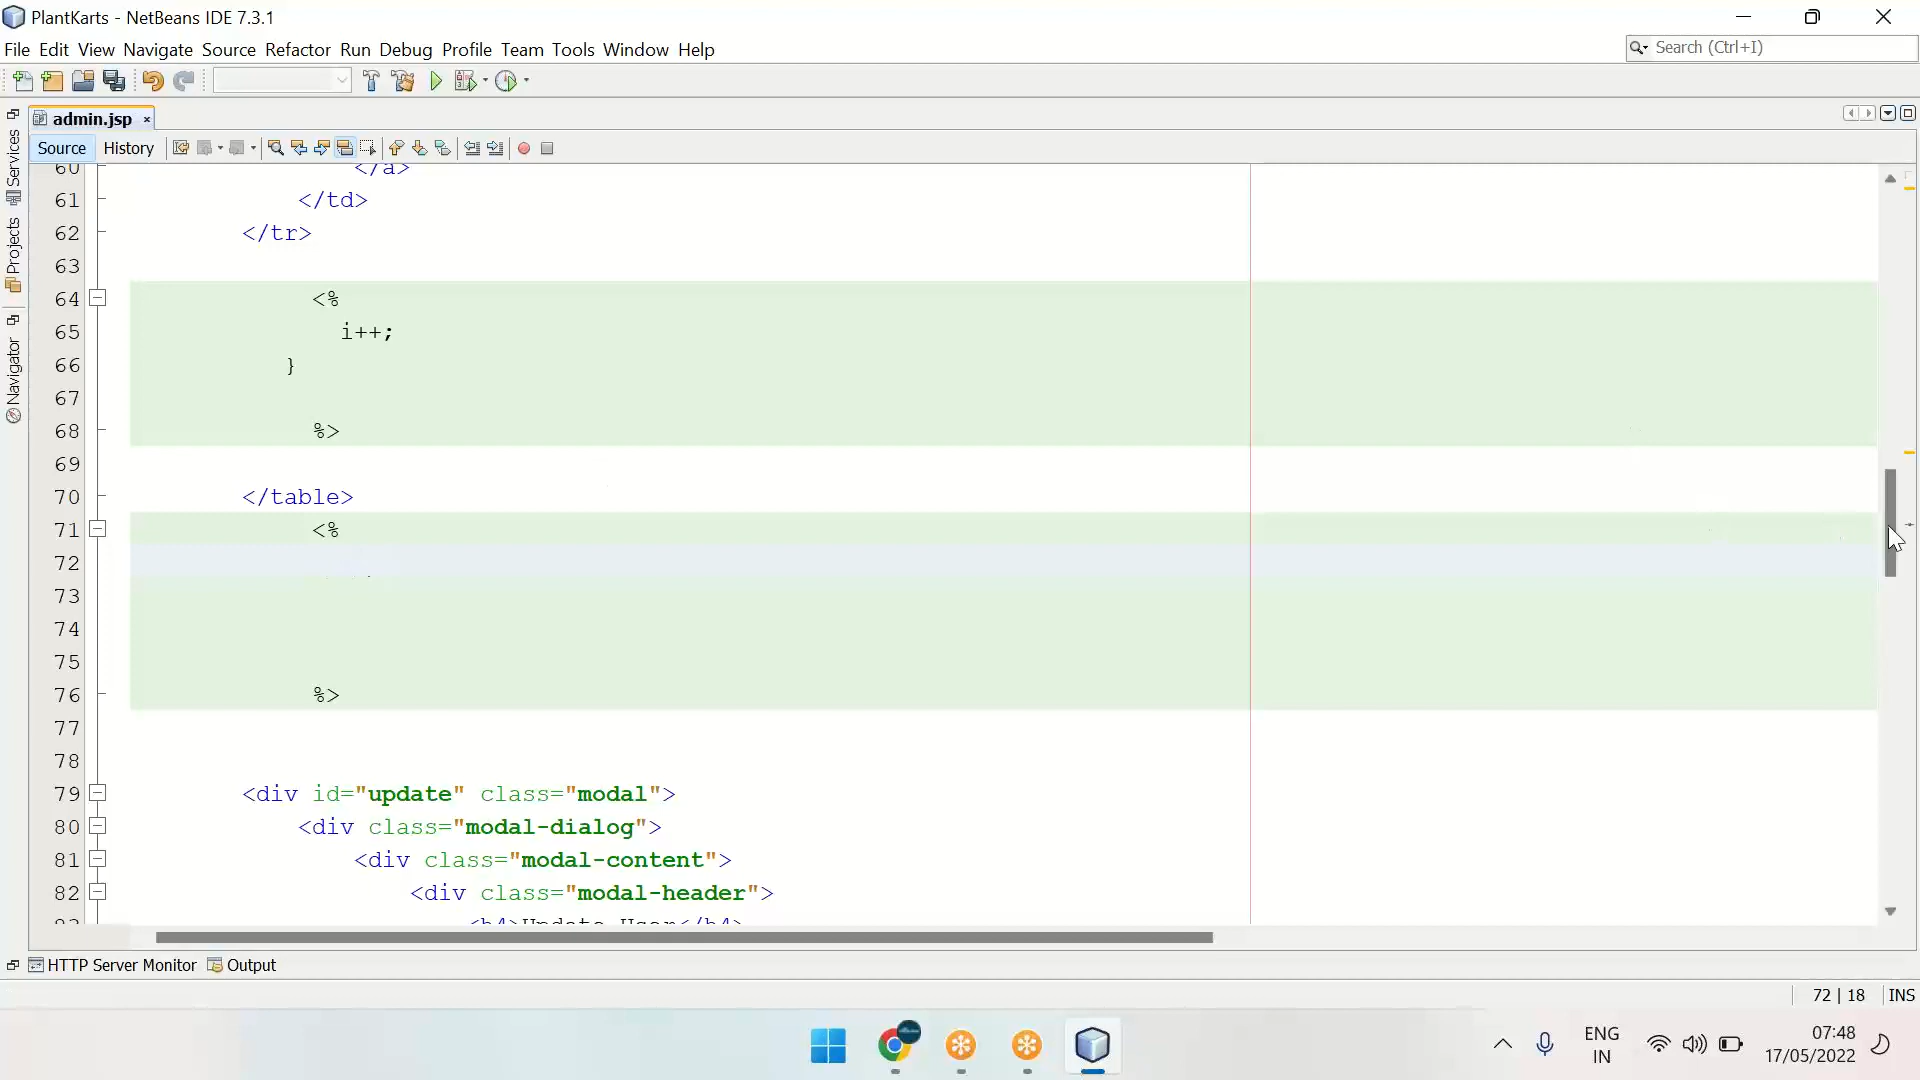 PlantKarts - NetBeans IDE 7.3.1
File Edit View Navigate Source Refactor Run Debug Profile Team Tools Window Help
Search (Ctrl+I)
admin.jsp
Source History
Services
Projects
Navigator
60 </a>
61 </td>
62 </tr>
63
64 <%
65 i++;
66 }
67
68 %>
69
70 </table>
71 <%
72
73
74
75
76 %>
77
78
79 <div id="update" class="modal">
80 <div class="modal-dialog">
81 <div class="modal-content">
82 <div class="modal-header">
83 <h4>Update User</h4>
HTTP Server Monitor Output
72 | 18 INS
ENG
IN
07:48
17/05/2022